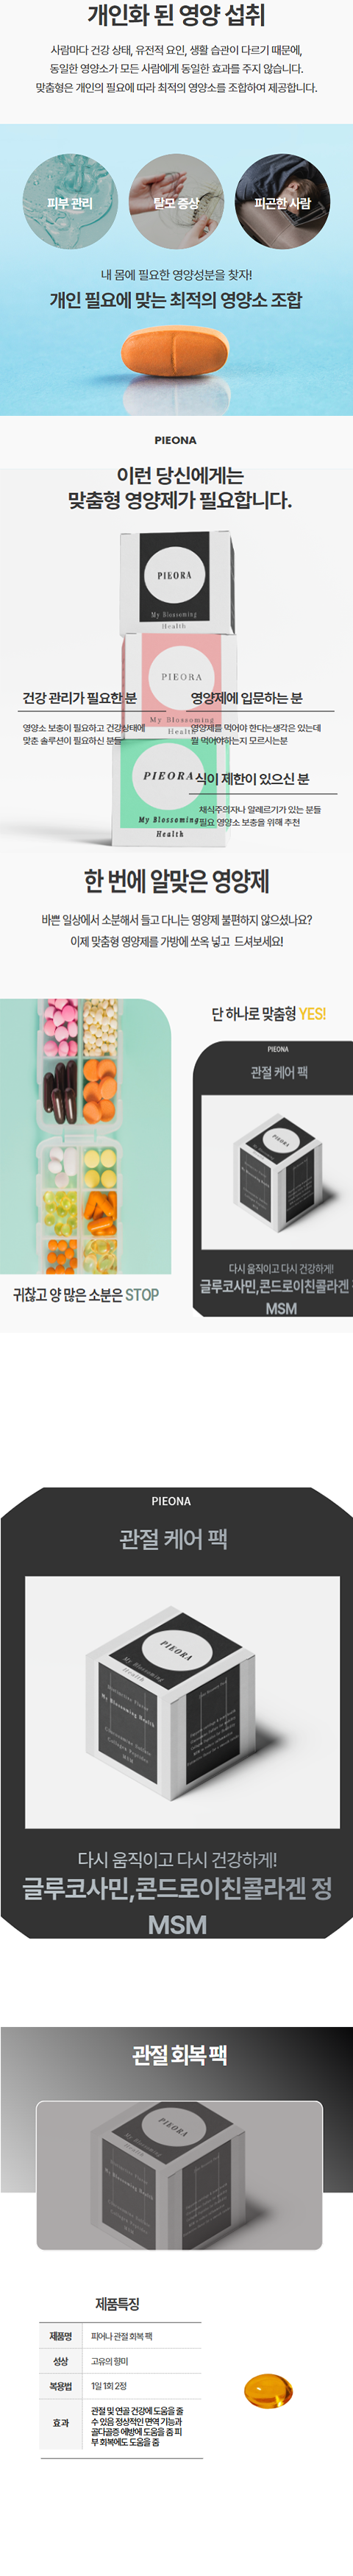 개인화 된 영양 섭취
사람마다 건강 상태, 유전적 요인, 생활 습관이 다르기 때문에,
동일한 영양소가 모든 사람에게 동일한 효과를 주지 않습니다.
맞춤형은 개인의 필요에 따라 최적의 영양소를 조합하여 제공합니다.
피부 관리
탈모 증상
피곤한 사람
내 몸에 필요한 영양성분을 찾자!
개인 필요에 맞는 최적의 영양소 조합
PIEONA
이런 당신에게는
맞춤형 영양제가 필요합니다.
PIEORA
My Blossoming
Health
PIEORA
My Blossoming
Health
건강 관리가 필요한 분
영양소 보충이 필요하고 건강상태에
맞춘 솔루션이 필요하신 분들
영양제에 입문하는 분
영양제를 먹어야 한다는생각은 있는데
뭘 먹어야하는지 모르시는분
PIEORA
My Blossoming
Health
식이 제한이 있으신 분
채식주의자나 알레르기가 있는 분들
필요 영양소 보충을 위해 추천
한 번에 알맞은 영양제
바쁜 일상에서 소분해서 들고 다니는 영양제 불편하지 않으셨나요?
이제 맞춤형 영양제를 가방에 쏘옥 넣고 드셔보세요!
단 하나로 맞춤형 YES!
PIEONA
관절 케어 팩
PIEORA
다시 움직이고 다시 건강하게!
글루코사민,콘드로이친콜라겐
MSM
귀찮고 양 많은 소분은 STOP
PIEONA
관절 케어 팩
PIEORA
My Blossoming
Health
My Blossoming Health
Collagen Peptides
MSM
다시 움직이고 다시 건강하게!
글루코사민,콘드로이친콜라겐 정
MSM
관절 회복 팩
PIEORA
My Blossoming Health
제품특징
제품명 피어나 관절 회복 팩
성상 고유의 향미
복용법 1일 1회 2정
효과 관절 및 연골 건강에 도움을 줄
수 있음 정상적인 면역 기능과
골다골증 예방에 도움을 줌 피
부 회복에도 도움을 줌